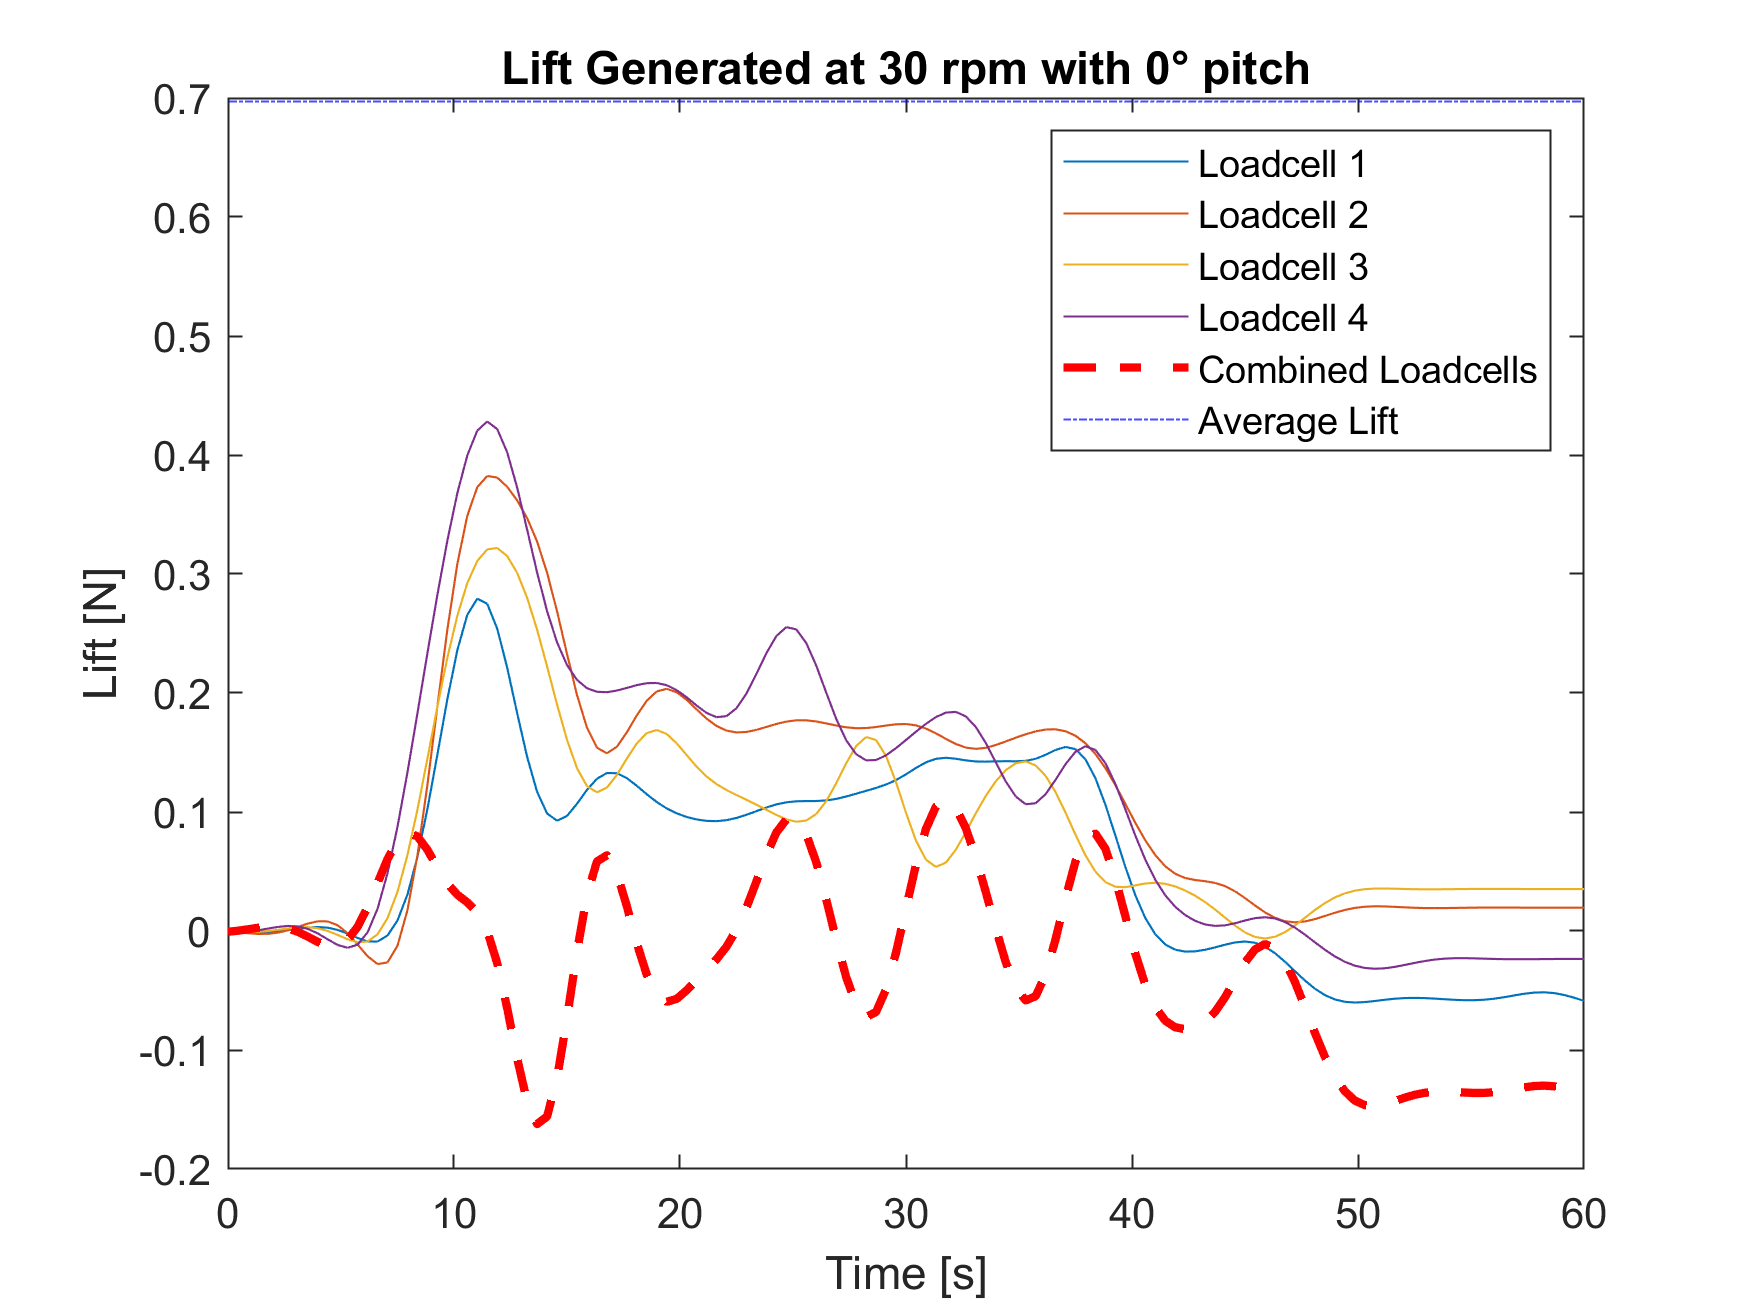 Lift Generated at 30 rpm with 0° pitch
0.7
0.6
0.5
0.4
0.3
0.2
0.1
0
-0.1
-0.2
Lift [N]
Loadcell 1
Loadcell 2
Loadcell 3
Loadcell 4
Combined Loadcells
Average Lift
0 10 20 30 40 50 60
Time [s]